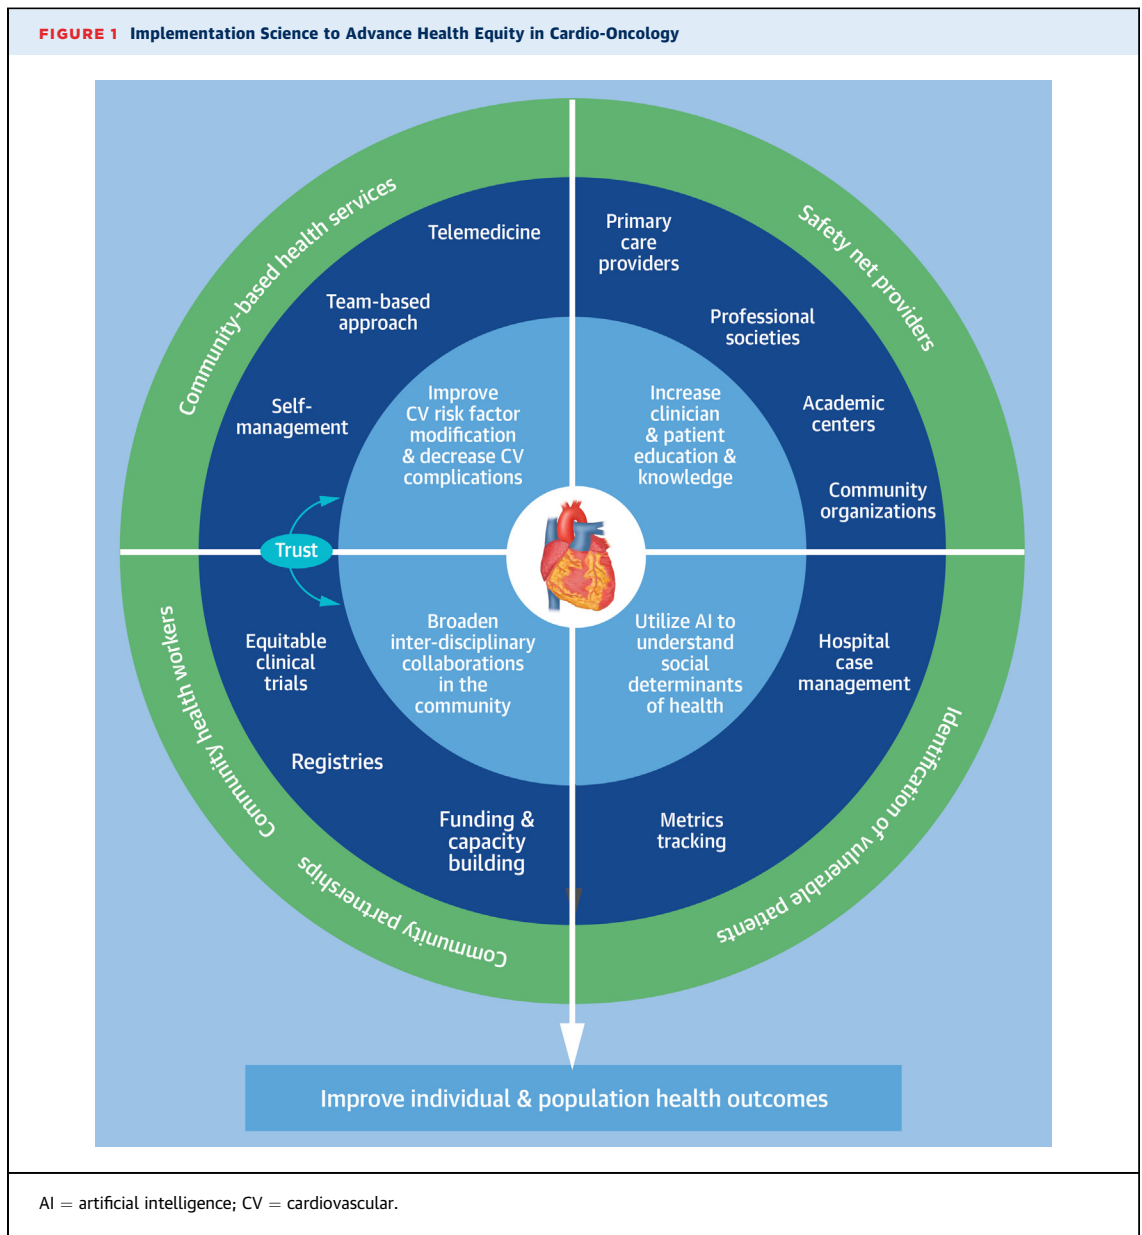 FIGURE 1 Implementation Science to Advance Health Equity in Cardio-Oncology
Community-based health services
Telemedicine
Team-based
approach
Self-
management
Improve
CV risk factor
modification
& decrease CV
complications
Safety net providers
Primary
care
providers
Professional
societies
Academic
centers
Community
organizations
Increase
clinician
& patient
education &
knowledge
Trust
Community health workers
Community partnerships
Equitable
clinical
trials
Registries
Funding &
capacity
building
Broaden
inter-disciplinary
collaborations
in the
community
Utilize AI to
understand
social
determinants
of health
Hospital
case
management
Metrics
tracking
Identification of vulnerable patients
Improve individual & population health outcomes
AI = artificial intelligence; CV = cardiovascular.